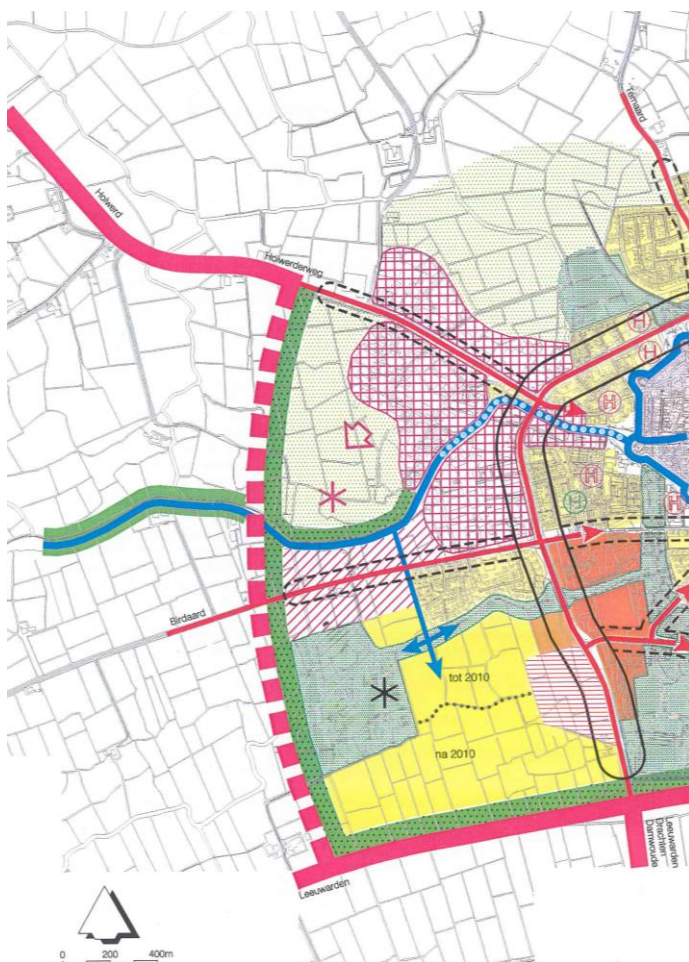 Ternaard
Holwerd
Holwerderweg
H
H
H
H
H
H
Birdaard
tot 2010
na 2010
Leeuwarden
Drachten
Damwoude
Leeuwarden
0 200 400m